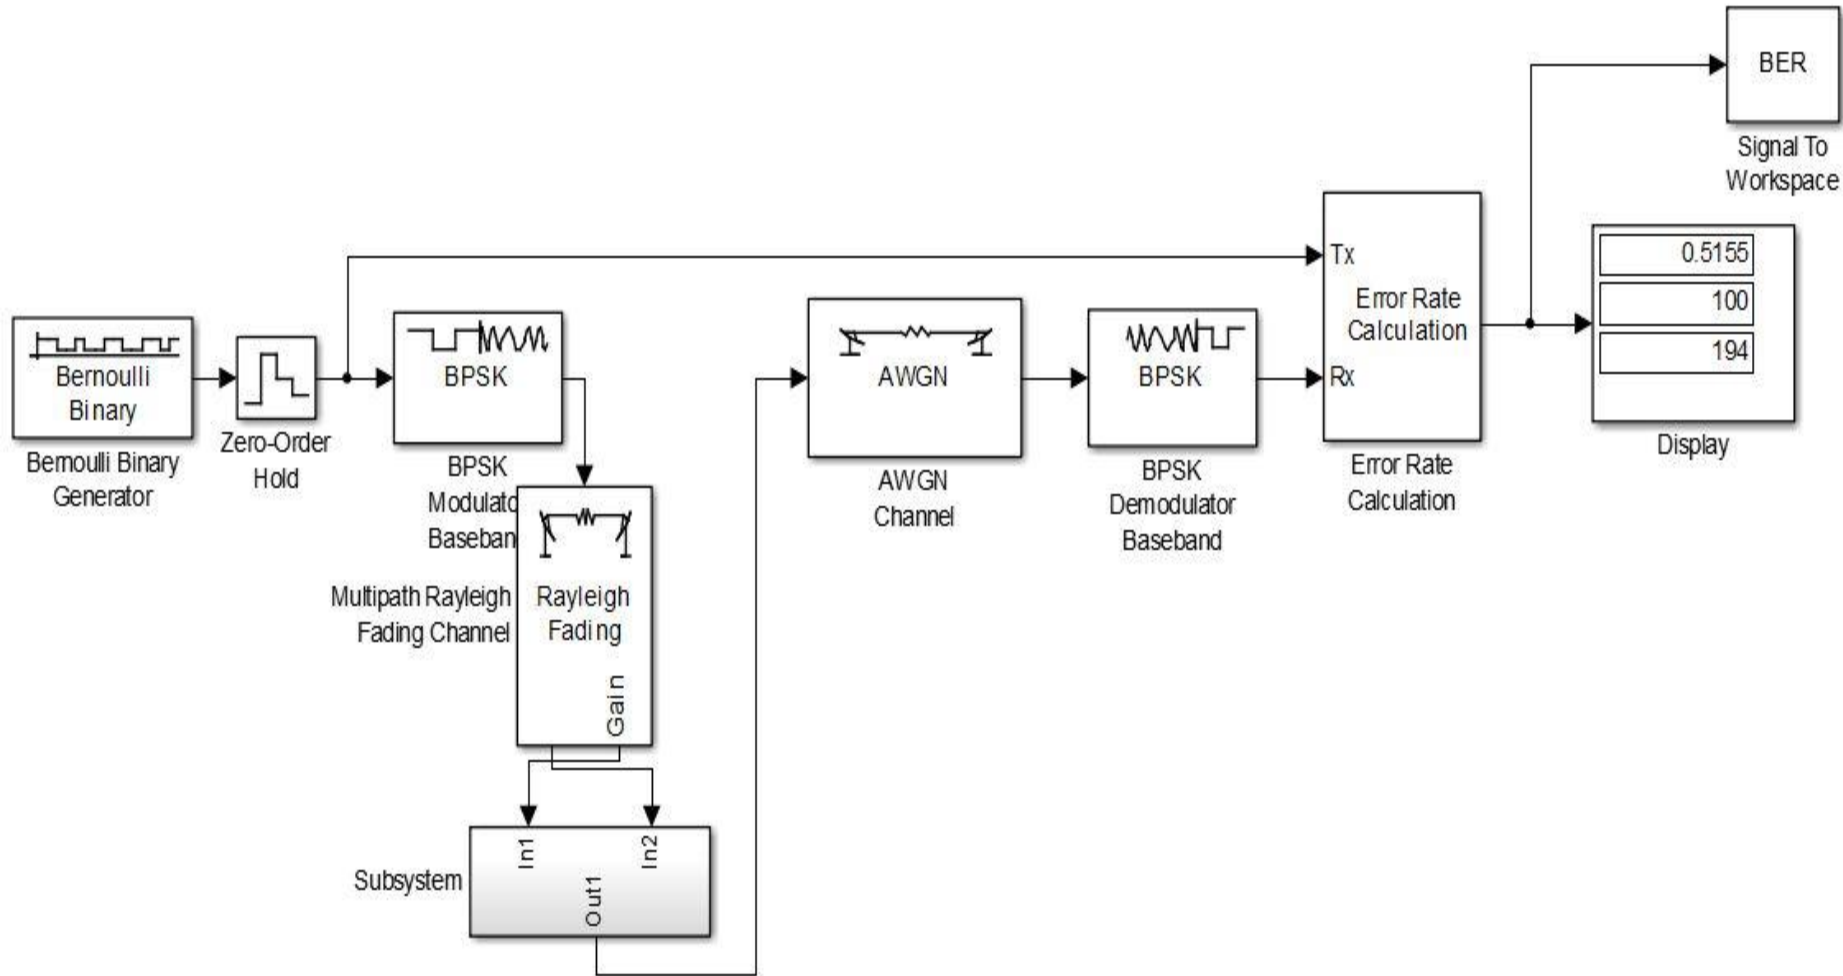 BER
Signal To
Workspace
Tx
Error Rate
Calculation
Rx
Error Rate
Calculation
0.5155
100
194
Display
Bernoulli
Binary
Bernoulli Binary
Generator
Zero-Order
Hold
BPSK
BPSK
Modulato
Baseban
AWGN
AWGN
Channel
BPSK
BPSK
Demodulator
Baseband
Multipath Rayleigh
Fading Channel
Rayleigh
Fading
Gain
Subsystem
In1
In2
Out1